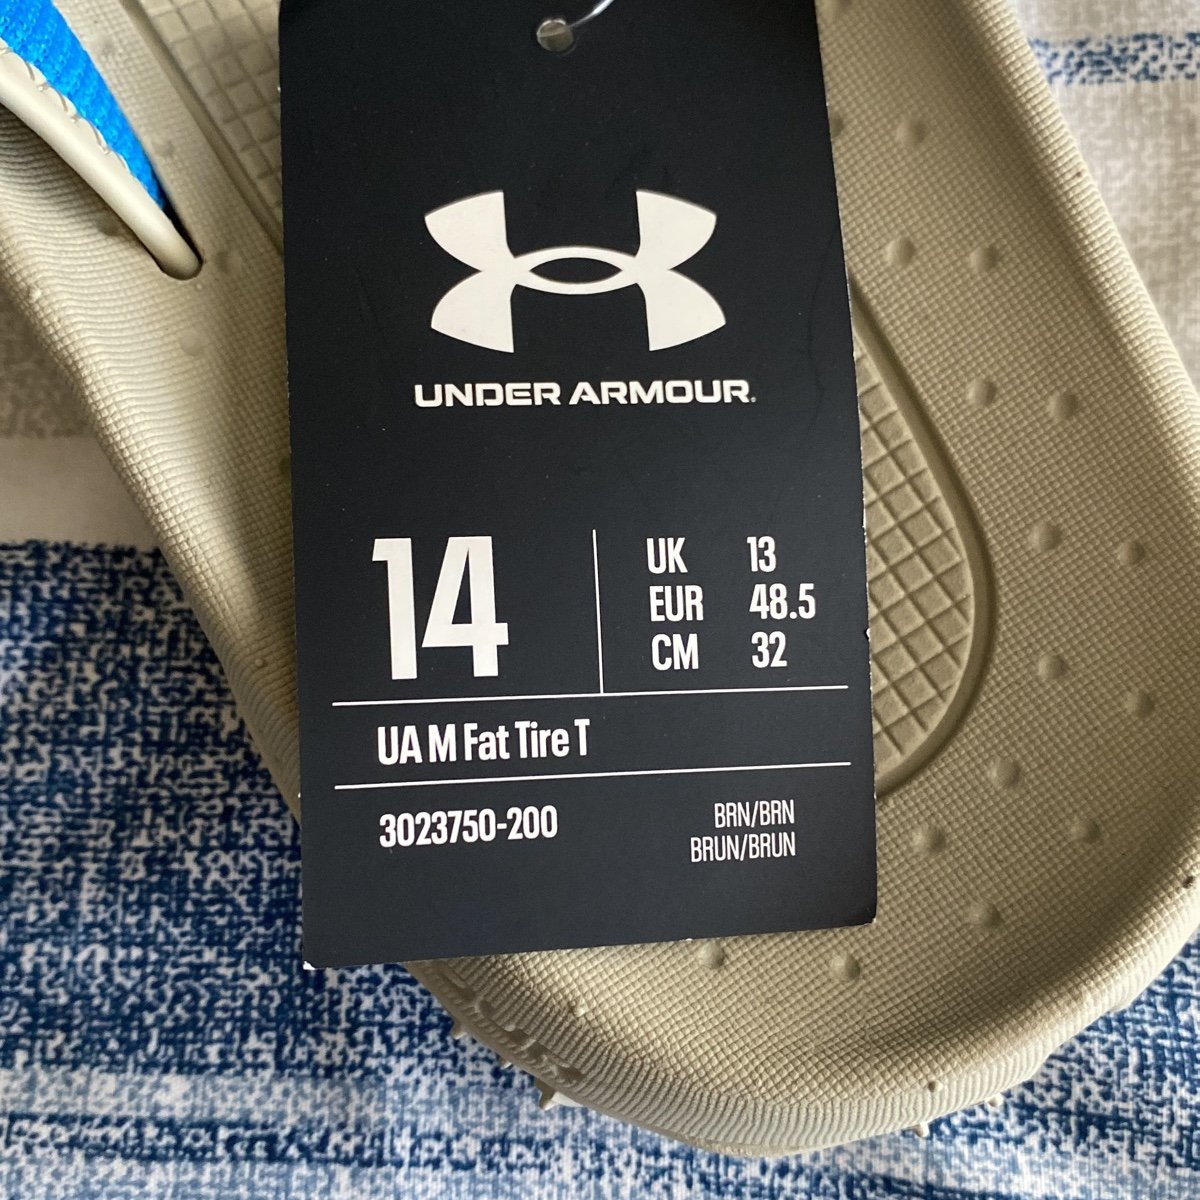 UNDER ARMOUR.
14
UK 13
EUR 48.5
CM 32
UA M Fat Tire T
3023750-200
BRN/BRN
BRUN/BRUN